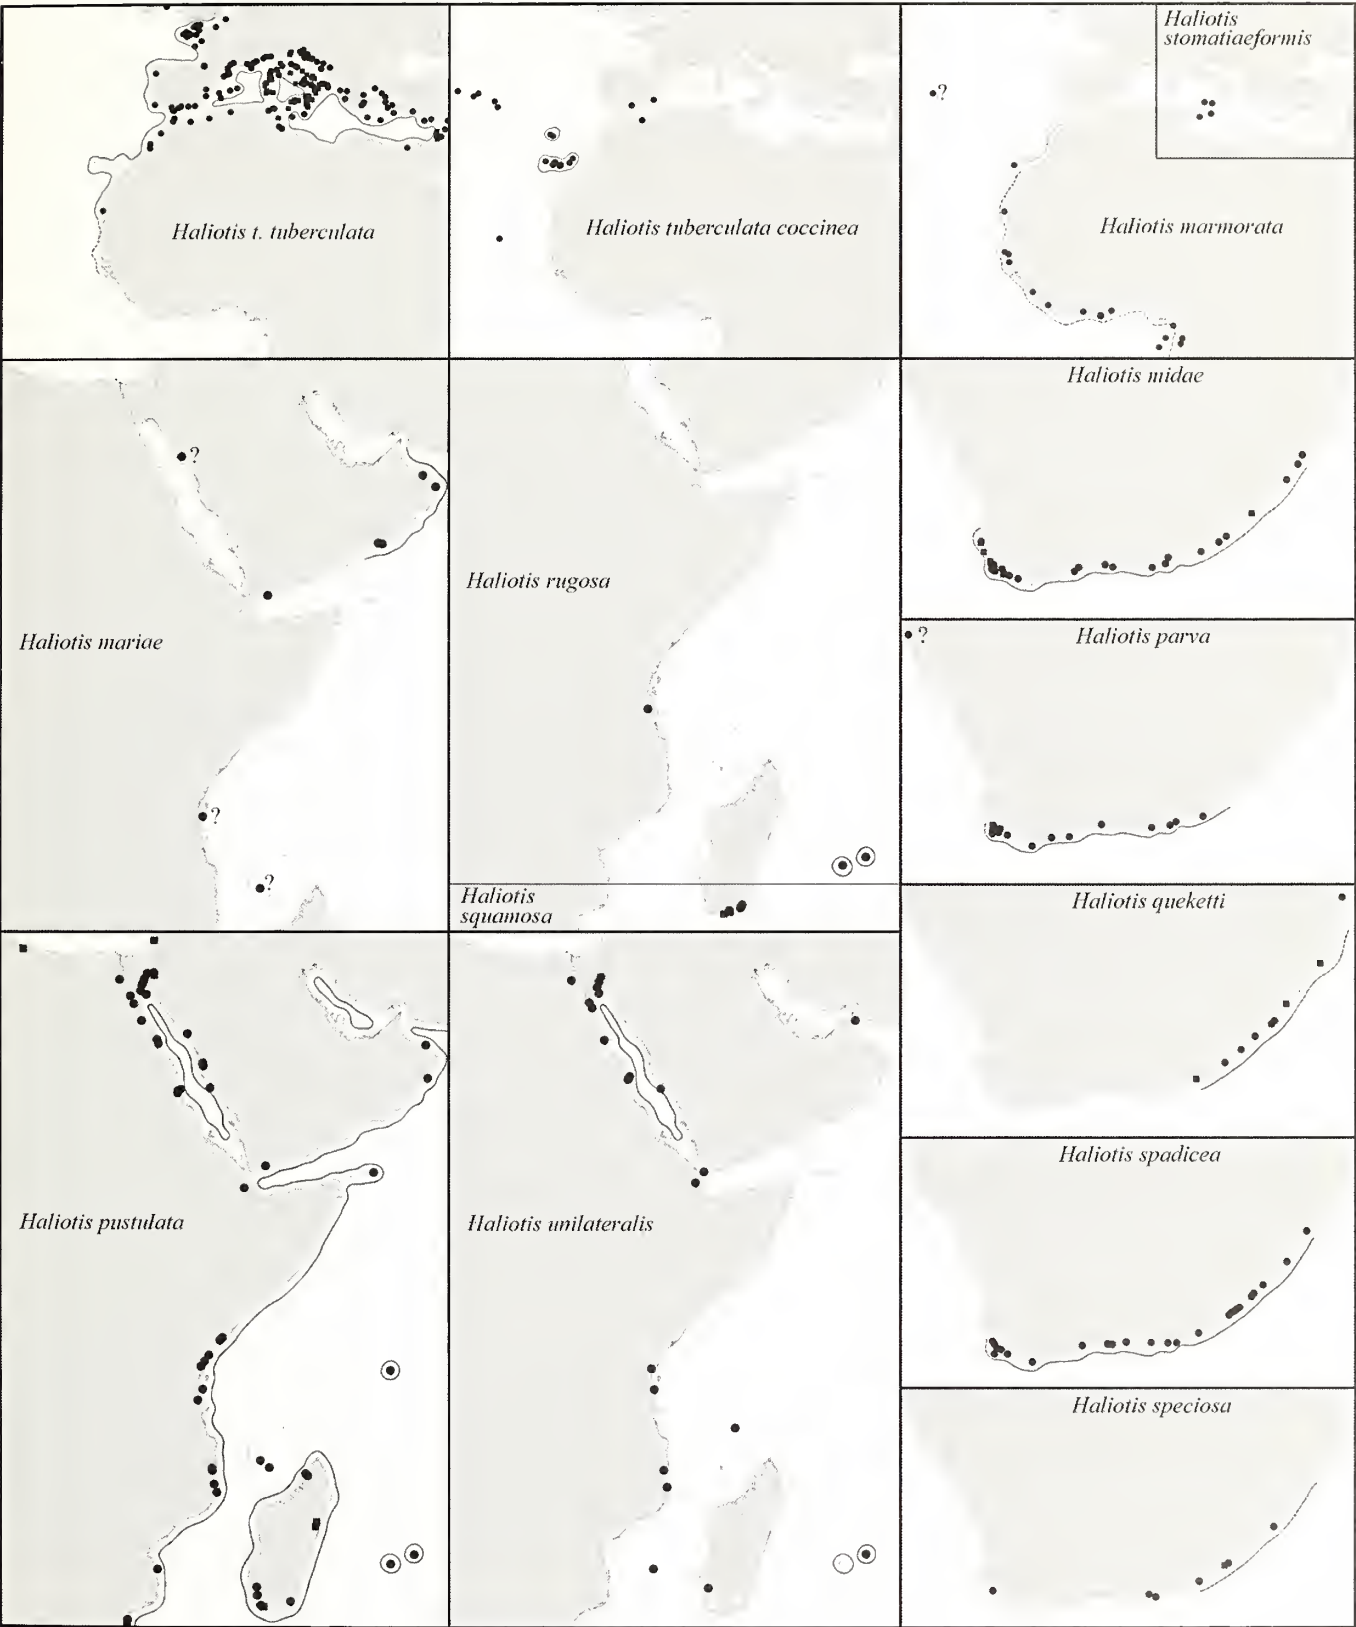 Haliotis t. tuberculata
Haliotis tuberculata coccinea
Haliotis
stomatiaeformis
?
Haliotis marmorata
?
Haliotis mariae
?
?
Haliotis rugosa
Haliotis
squamosa
Haliotis midae
?
Haliotis parva
Haliotis queketti
Haliotis spadicea
Haliotis speciosa
Haliotis pustulata
Haliotis unilateralis